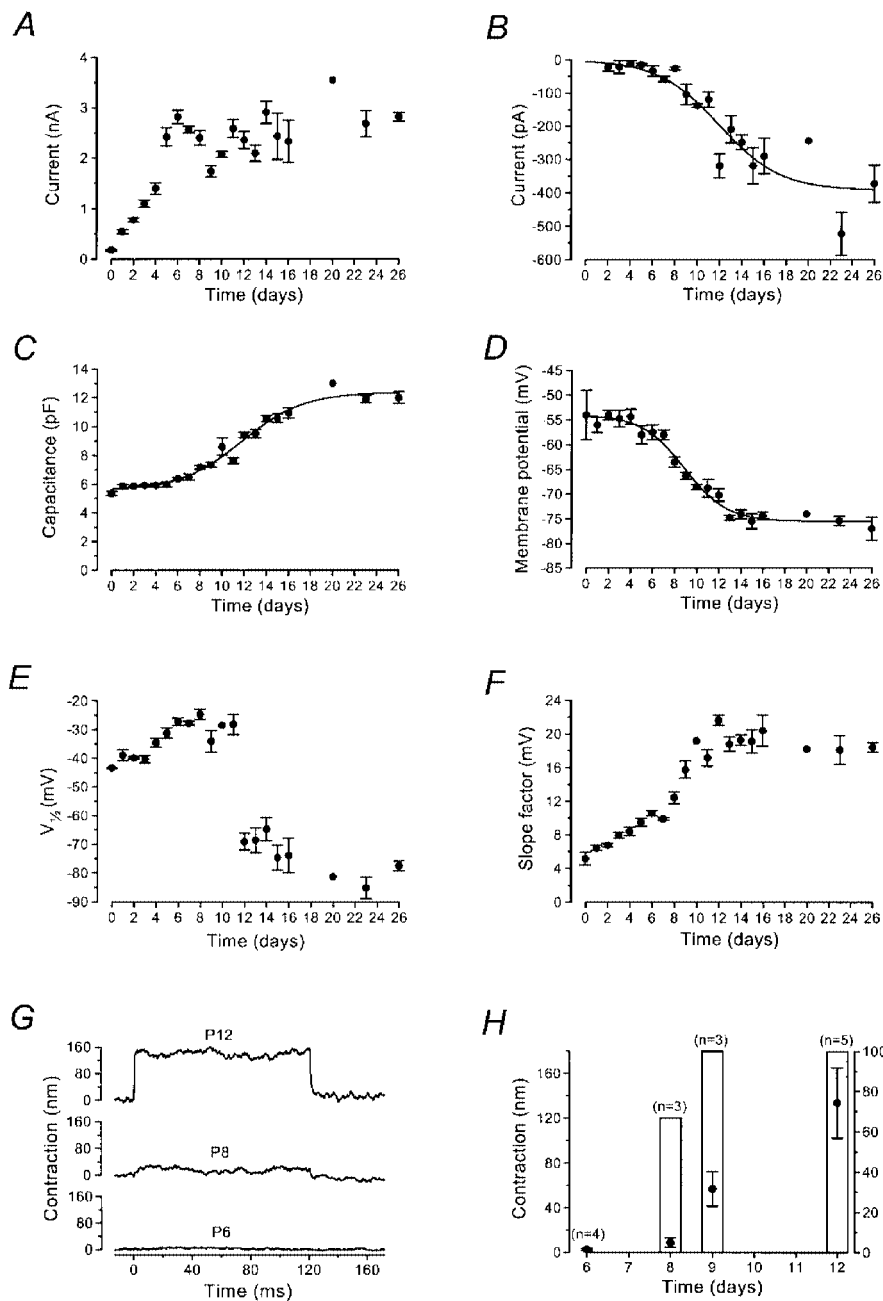 A
B
4
3
2
1
0
Current (nA)
0 2 4 6 8 10 12 14 16 18 20 22 24 26
Time (days)
0
-100
-200
-300
-400
-500
-600
Current (pA)
0 2 4 6 8 10 12 14 16 18 20 22 24 26
Time (days)
C
D
14
12
10
8
6
4
2
0
Capacitance (pF)
0 2 4 6 8 10 12 14 16 18 20 22 24 26
Time (days)
-45
-50
-55
-60
-65
-70
-75
-80
-85
Membrane potential (mV)
0 2 4 6 8 10 12 14 16 18 20 22 24 26
Time (days)
E
F
-20
-30
-40
-50
-60
-70
-80
-90
V½ (mV)
0 2 4 6 8 10 12 14 16 18 20 22 24 26
Time (days)
24
20
16
12
8
4
0
Slope factor (mV)
0 2 4 6 8 10 12 14 16 18 20 22 24 26
Time (days)
G
H
P12
160
80
0
P8
160
80
0
P6
160
80
0
Contraction (nm)
0 40 80 120 160
Time (ms)
(n=4)
(n=3)
(n=3)
(n=5)
160
120
80
40
0
Contraction (nm)
100
80
60
40
20
0
6 7 8 9 10 11 12
Time (days)